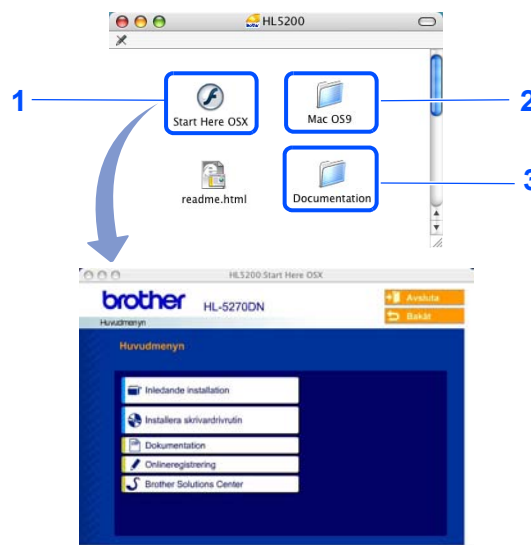 HL5200
1
2
3
Start Here OSX
Mac OS9
readme.html
Documentation
HL5200:Start Here OSX
brother
HL-5270DN
Avsluta
Bakåt
Huvudmenyn
Huvudmenyn
Inledande installation
Installera skrivardrivrutin
Dokumentation
Onlineregistrering
Brother Solutions Center